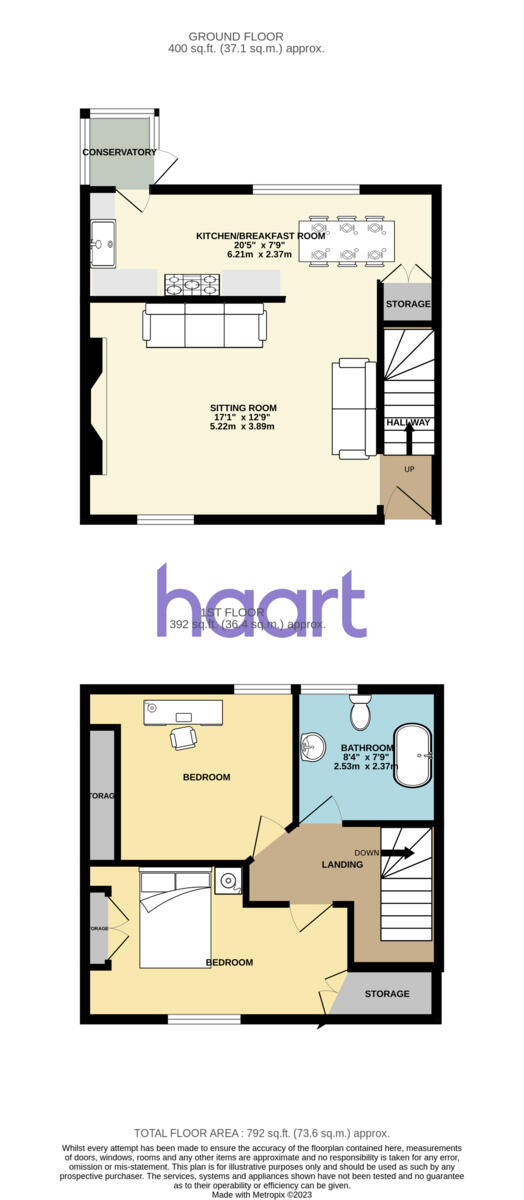 GROUND FLOOR
400 sq.ft. (37.1 sq.m.) approx.
CONSERVATORY
KITCHEN/BREAKFAST ROOM
20'5" x 7'9"
6.21m x 2.37m
STORAGE
SITTING ROOM
17'1" x 12'9"
5.22m x 3.89m
HALLWAY
UP
haart
1ST FLOOR
392 sq.ft. (36.4 sq.m.) approx.
BATHROOM
8'4" x 7'9"
2.53m x 2.37m
BEDROOM
STORAGE
DOWN
LANDING
STORAGE
BEDROOM
STORAGE
TOTAL FLOOR AREA : 792 sq.ft. (73.6 sq.m.) approx.
Whilst every attempt has been made to ensure the accuracy of the floorplan contained here, measurements
of doors, windows, rooms and any other items are approximate and no responsibility is taken for any error,
omission or mis-statement. This plan is for illustrative purposes only and should be used as such by any
prospective purchaser. The services, systems and appliances shown have not been tested and no guarantee
as to their operability or efficiency can be given.
Made with Metropix ©2023